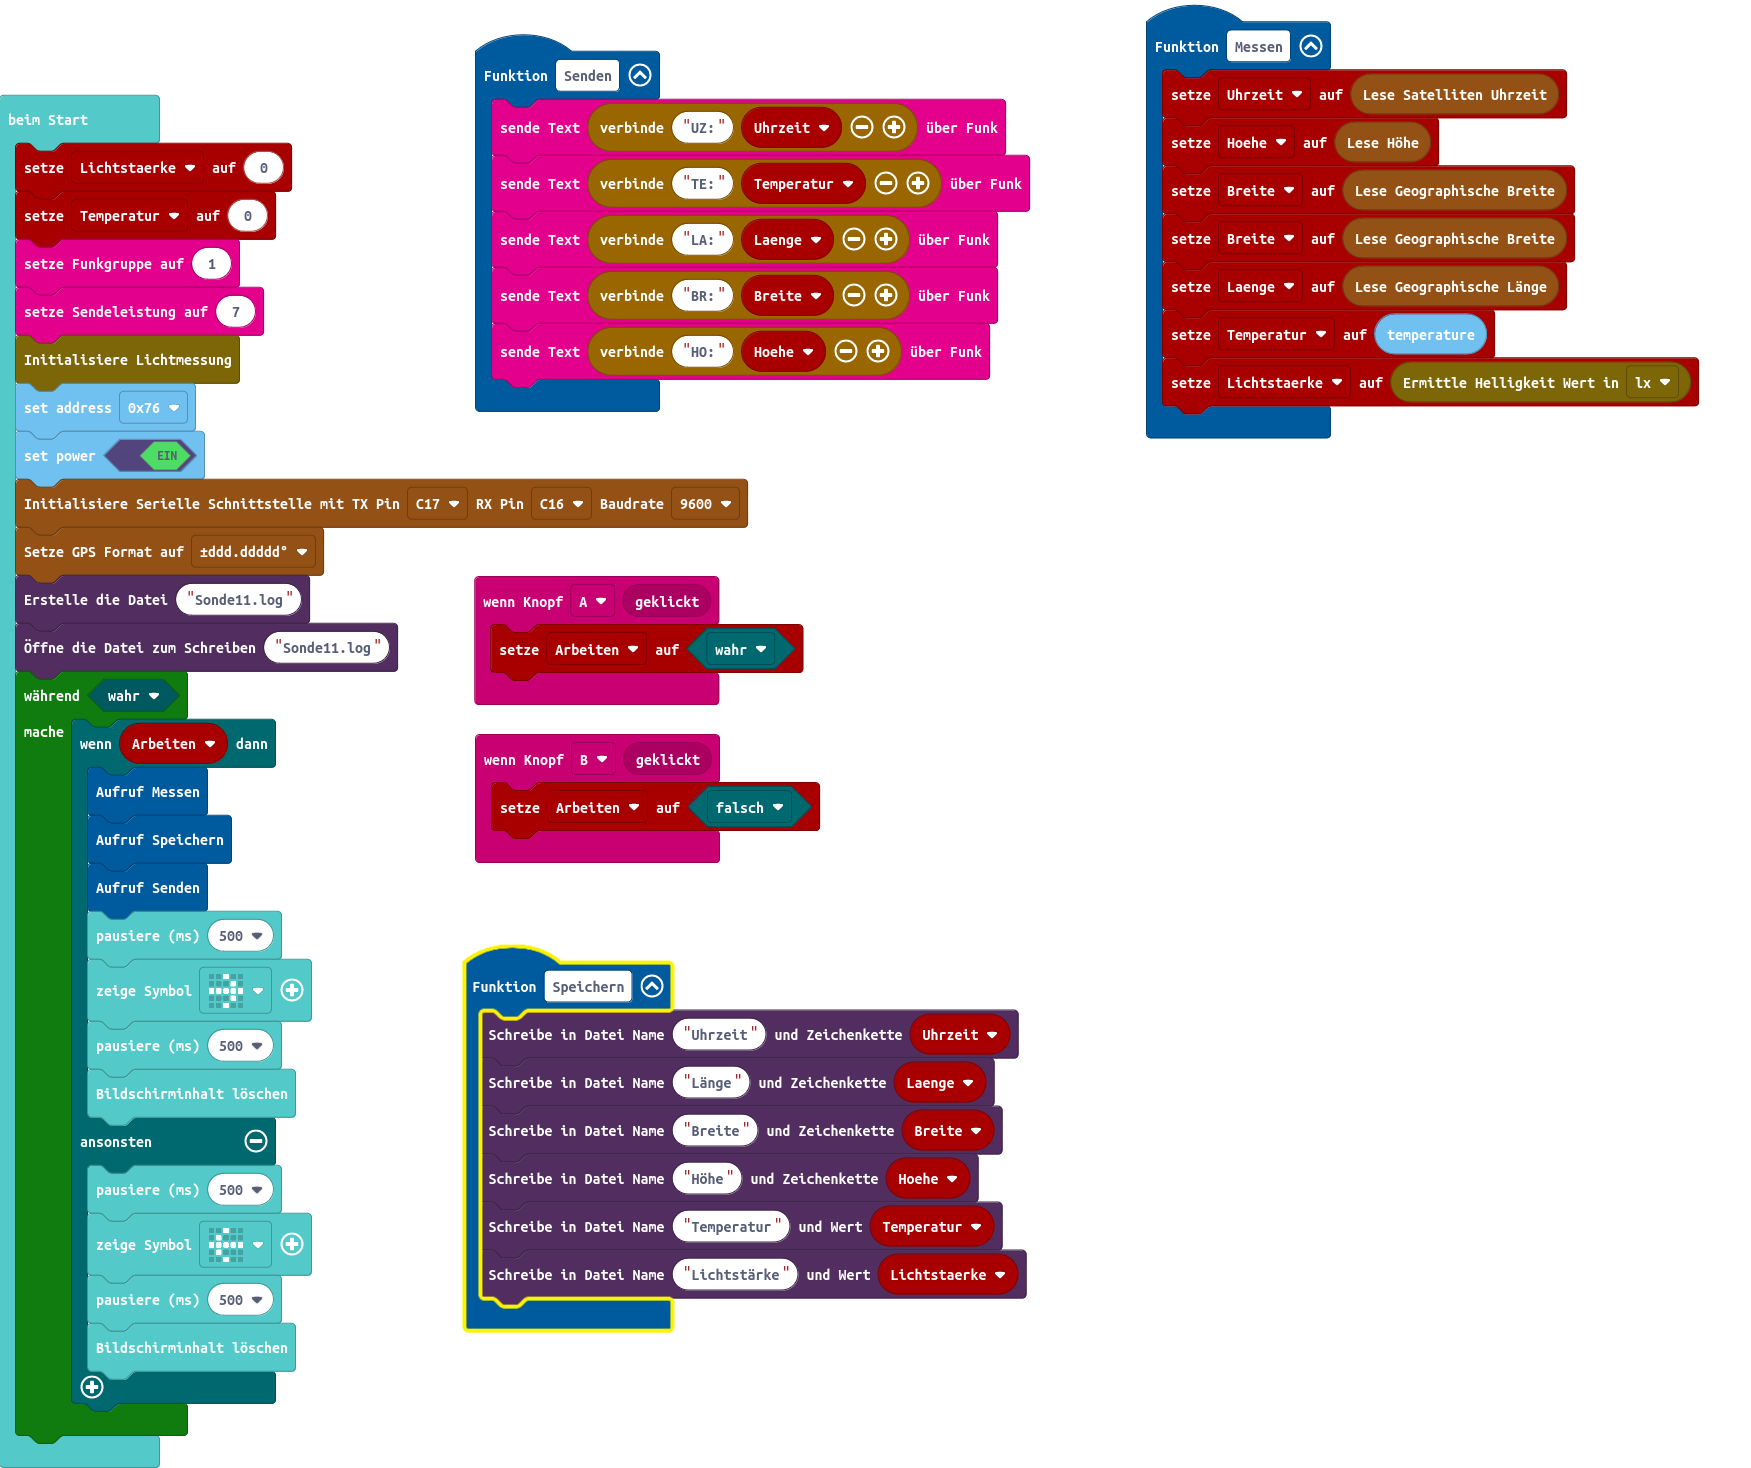 beim Start
setze Lichtstaerke auf 0
setze Temperatur auf 0
setze Funkgruppe auf 1
setze Sendeleistung auf 7
Initialisiere Lichtmessung
set address 0x76
set power EIN
Initialisiere Serielle Schnittstelle mit TX Pin C17 RX Pin C16 Baudrate 9600
Setze GPS Format auf ±ddd.ddddd°
Erstelle die Datei "Sonde11.log"
Öffne die Datei zum Schreiben "Sonde11.log"
während wahr
mache
wenn Arbeiten dann
Aufruf Messen
Aufruf Speichern
Aufruf Senden
pausiere (ms) 500
zeige Symbol
pausiere (ms) 500
Bildschirminhalt löschen
ansonsten
pausiere (ms) 500
zeige Symbol
pausiere (ms) 500
Bildschirminhalt löschen
Funktion Senden
sende Text verbinde "UZ:" Uhrzeit über Funk
sende Text verbinde "TE:" Temperatur über Funk
sende Text verbinde "LA:" Laenge über Funk
sende Text verbinde "BR:" Breite über Funk
sende Text verbinde "HO:" Hoehe über Funk
wenn Knopf A geklickt
setze Arbeiten auf wahr
wenn Knopf B geklickt
setze Arbeiten auf falsch
Funktion Speichern
Schreibe in Datei Name "Uhrzeit" und Zeichenkette Uhrzeit
Schreibe in Datei Name "Länge" und Zeichenkette Laenge
Schreibe in Datei Name "Breite" und Zeichenkette Breite
Schreibe in Datei Name "Höhe" und Zeichenkette Hoehe
Schreibe in Datei Name "Temperatur" und Wert Temperatur
Schreibe in Datei Name "Lichtstärke" und Wert Lichtstaerke
Funktion Messen
setze Uhrzeit auf Lese Satelliten Uhrzeit
setze Hoehe auf Lese Höhe
setze Breite auf Lese Geographische Breite
setze Breite auf Lese Geographische Breite
setze Laenge auf Lese Geographische Länge
setze Temperatur auf temperature
setze Lichtstaerke auf Ermittle Helligkeit Wert in lx